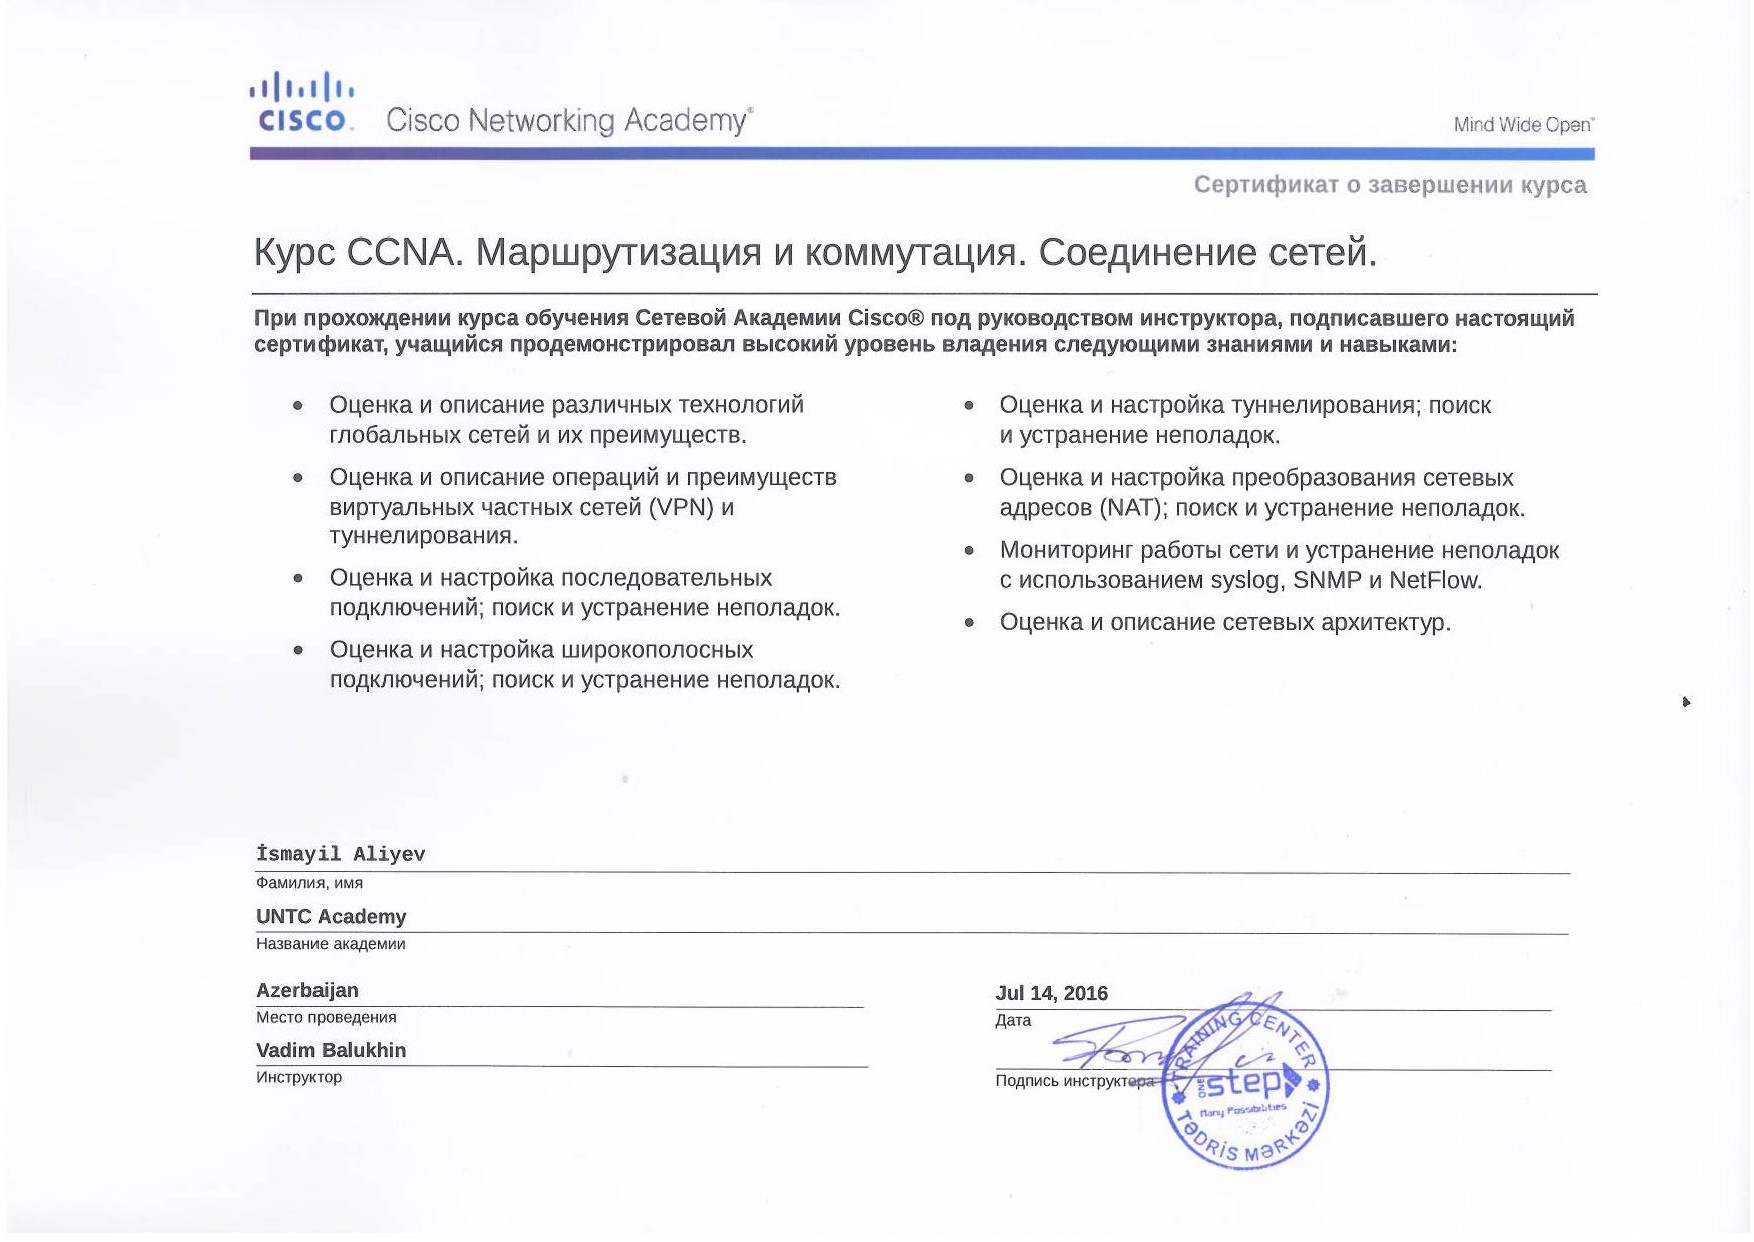 CISCO
Cisco Networking Academy®
Mind Wide Open™
Сертификат о завершении курса
Курс CCNA. Маршрутизация и коммутация. Соединение сетей.
При прохождении курса обучения Сетевой Академии Cisco® под руководством инструктора, подписавшего настоящий
сертификат, учащийся продемонстрировал высокий уровень владения следующими знаниями и навыками:
• Оценка и описание различных технологий
глобальных сетей и их преимуществ.
• Оценка и описание операций и преимуществ
виртуальных частных сетей (VPN) и
туннелирования.
• Оценка и настройка последовательных
подключений; поиск и устранение неполадок.
• Оценка и настройка широкополосных
подключений; поиск и устранение неполадок.
• Оценка и настройка туннелирования; поиск
и устранение неполадок.
• Оценка и настройка преобразования сетевых
адресов (NAT); поиск и устранение неполадок.
• Мониторинг работы сети и устранение неполадок
с использованием syslog, SNMP и NetFlow.
• Оценка и описание сетевых архитектур.
İsmayil Aliyev
Фамилия, имя
UNTC Academy
Название академии
Azerbaijan
Место проведения
Vadim Balukhin
Инструктор
Jul 14, 2016
Дата
Подпись инструктора
TRAINING CENTER
ONE step
Many Possibilities
TƏDRİS MƏRKƏZİ